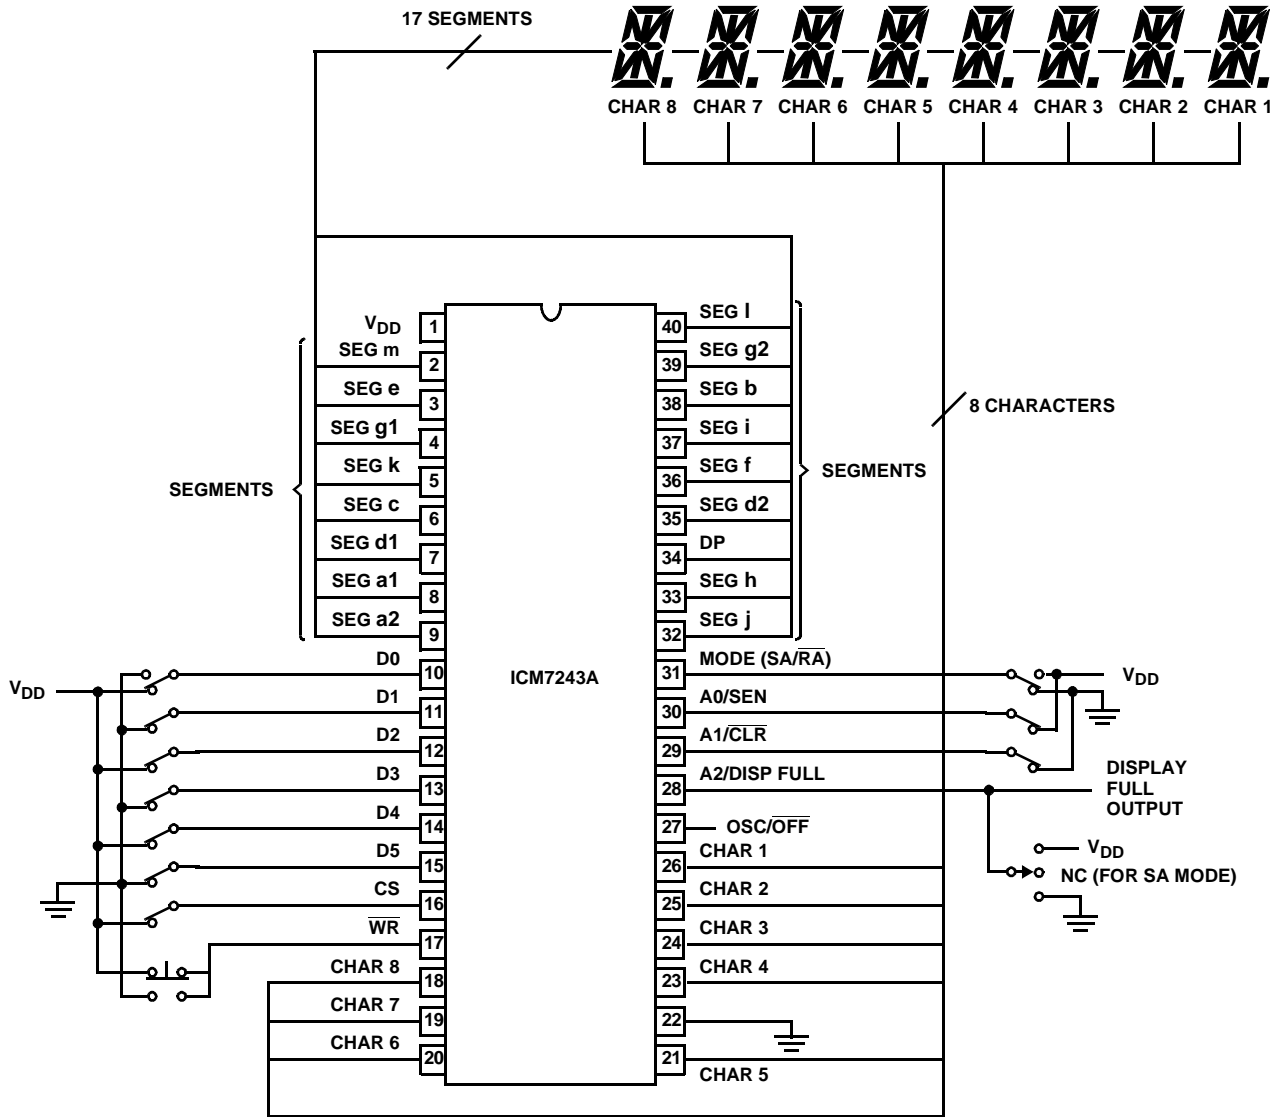 17 SEGMENTS
CHAR 8 CHAR 7 CHAR 6 CHAR 5 CHAR 4 CHAR 3 CHAR 2 CHAR 1
8 CHARACTERS
ICM7243A
SEGMENTS
VDD 1
SEG m 2
SEG e 3
SEG g1 4
SEG k 5
SEG c 6
SEG d1 7
SEG a1 8
SEG a2 9
VDD
D0 10
D1 11
D2 12
D3 13
D4 14
D5 15
CS 16
W̅R̅ 17
CHAR 8 18
CHAR 7 19
CHAR 6 20
40 SEG l
39 SEG g2
38 SEG b
37 SEG i
36 SEG f
35 SEG d2
34 DP
33 SEG h
32 SEG j
SEGMENTS
31 MODE (SA/R̅A̅)
30 A0/SEN
29 A1/C̅L̅R̅
28 A2/DISP FULL
27 OSC/O̅F̅F̅
26 CHAR 1
25 CHAR 2
24 CHAR 3
23 CHAR 4
22
21 CHAR 5
VDD
DISPLAY
FULL
OUTPUT
VDD
NC (FOR SA MODE)